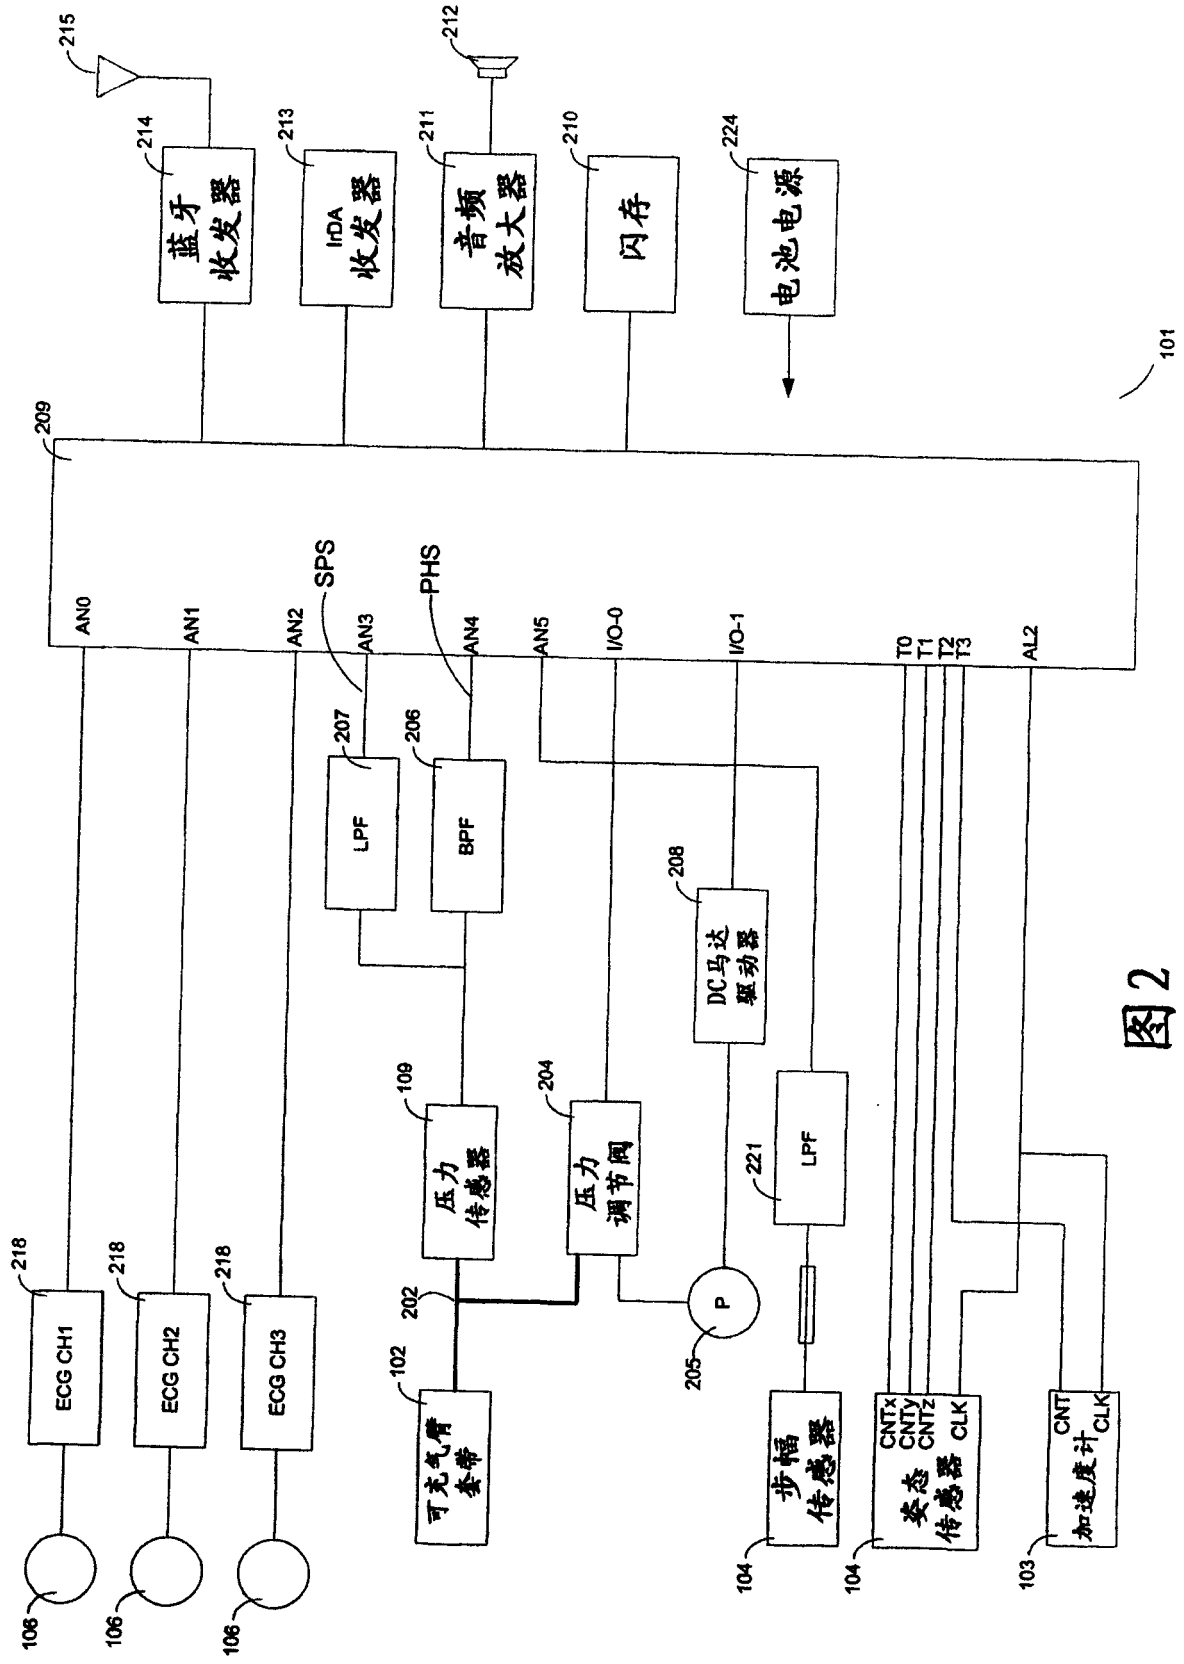 106
106
106
218
ECG CH1
218
ECG CH2
218
ECG CH3
102
可充气臂
套带
202
109
压力
传感器
204
压力
调节阀
205
P
208
DC马达
驱动器
207
LPF
206
BPF
SPS
PHS
104
步幅
传感器
221
LPF
104
姿态
传感器
CNTx
CNTy
CNTz
CLK
103
加速度计
CNT
CLK
209
AN0
AN1
AN2
AN3
AN4
AN5
I/O-0
I/O-1
T0
T1
T2
T3
AL2
215
214
蓝牙
收发器
213
IrDA
收发器
212
211
音频
放大器
210
闪存
224
电池电源
101
图2